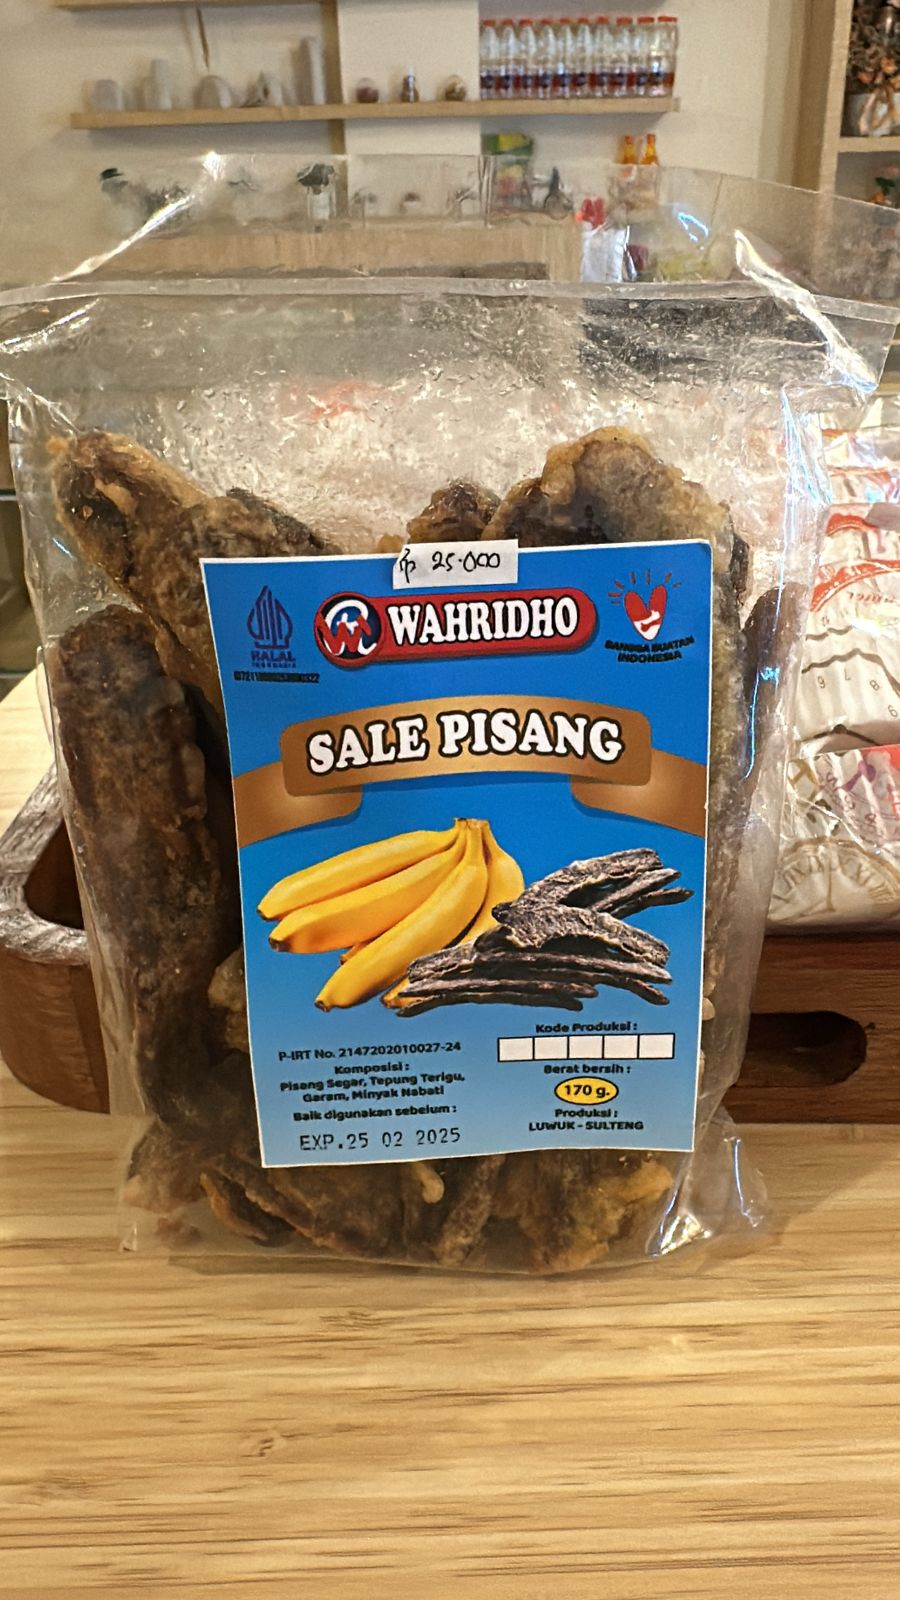 Rp 25.000
WAHRIDHO
HALAL
INDONESIA
BANGGA BUATAN
INDONESIA
SALE PISANG
P-IRT No. 2147202010027-24
Komposisi :
Pisang Segar, Tepung Terigu,
Garam, Minyak Nabati
Baik digunakan sebelum :
EXP.25 02 2025
Kode Produksi :
Berat bersih :
170 g.
Produksi :
LUWUK - SULTENG